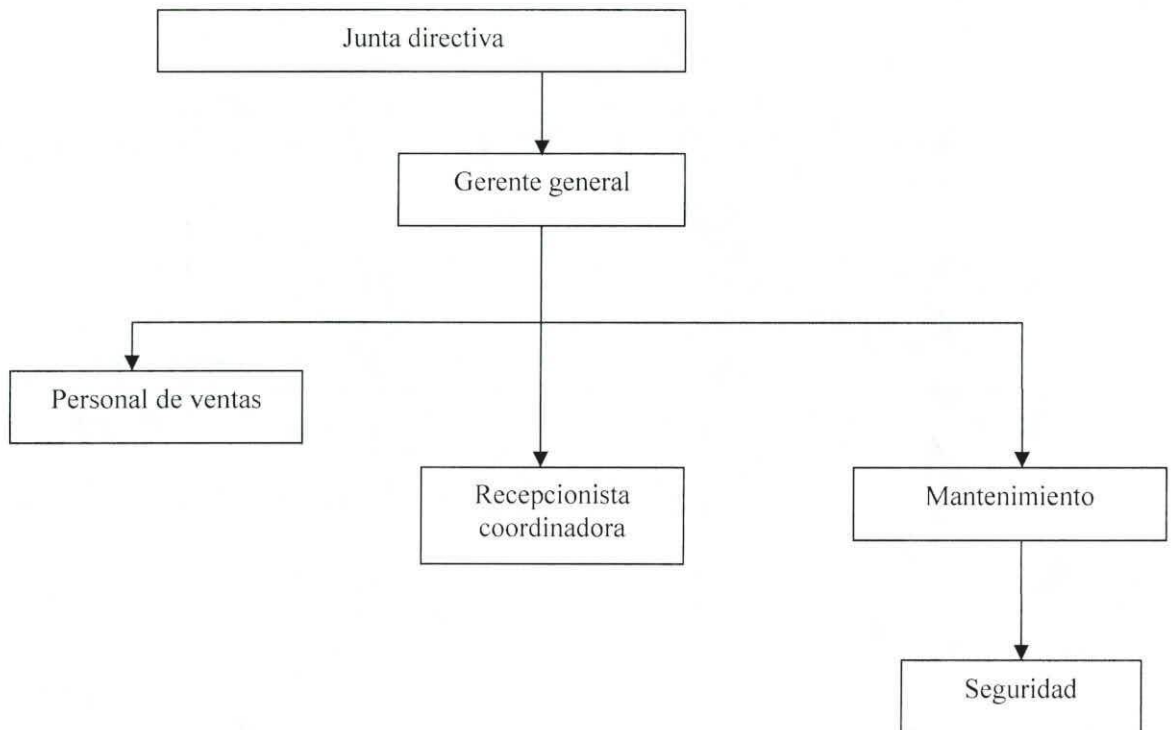 Junta directiva
Gerente general
Personal de ventas
Recepcionista
coordinadora
Mantenimiento
Seguridad